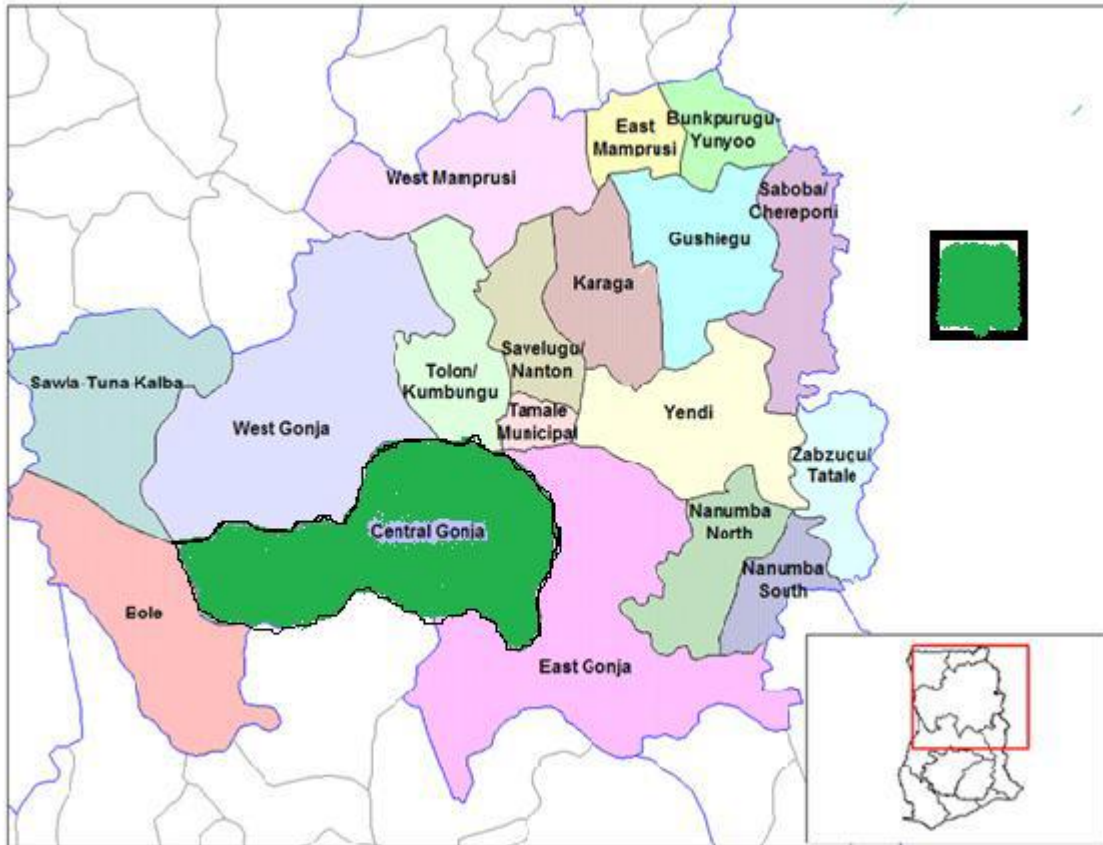 Bunkpurugu-
Yunyoo
East
Mamprusi
West Mamprusi
Saboba/
Chereponi
Gushiegu
Karaga
Savelugu/
Nanton
Tolon/
Kumbungu
Sawla-Tuna Kalba
Tamale
Municipal
Yendi
West Gonja
Zabzugu/
Tatale
Central Gonja
Nanumba
North
Nanumba
South
Bole
East Gonja